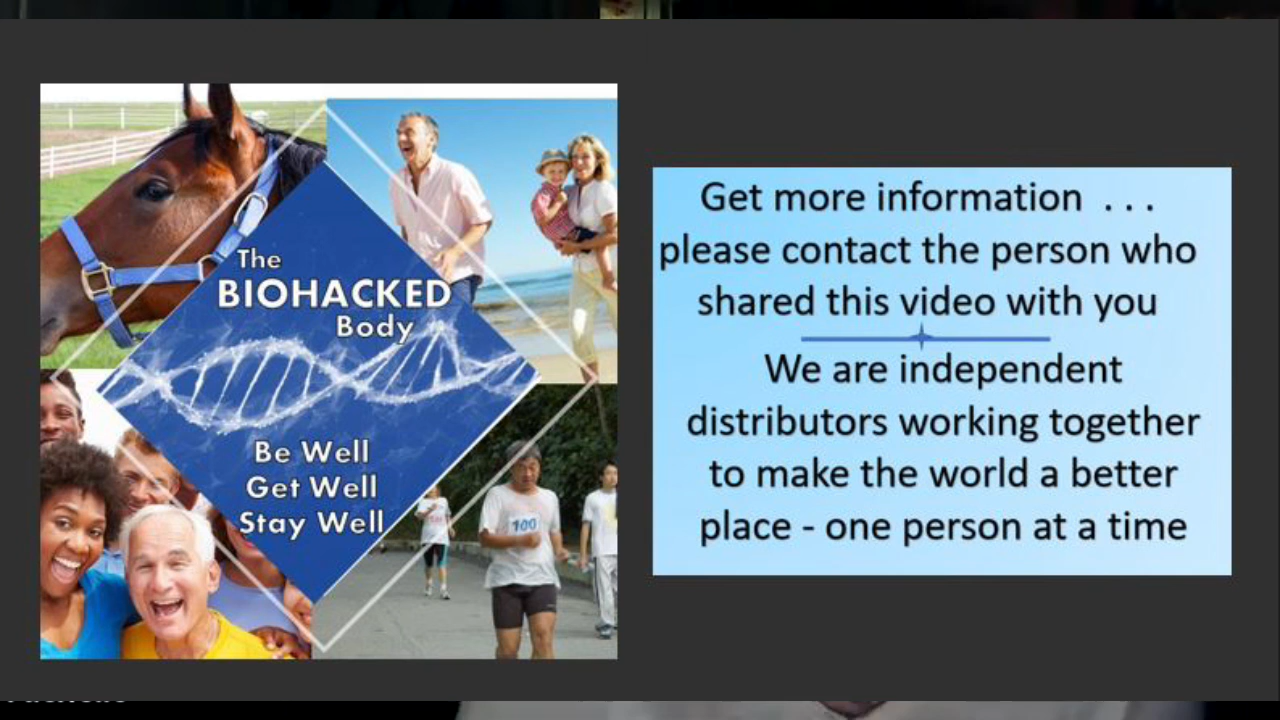 The
BIOHACKED
Body
Be Well
Get Well
Stay Well
100
Get more information . . .
please contact the person who
shared this video with you
We are independent
distributors working together
to make the world a better
place - one person at a time